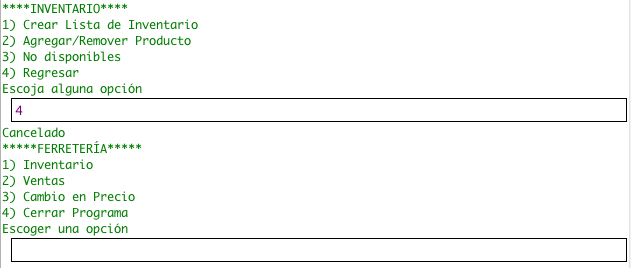 ****INVENTARIO****
1) Crear Lista de Inventario
2) Agregar/Remover Producto
3) No disponibles
4) Regresar
Escoja alguna opción
4
Cancelado
*****FERRETERÍA*****
1) Inventario
2) Ventas
3) Cambio en Precio
4) Cerrar Programa
Escoger una opción